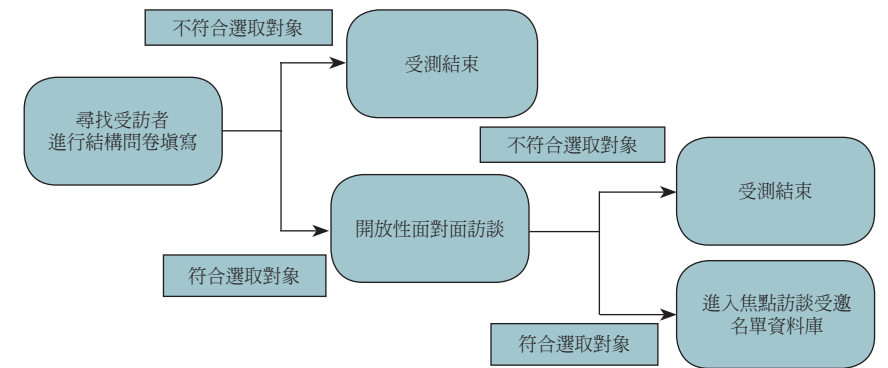 不符合選取對象
受測結束
尋找受訪者
進行結構問卷塡寫
不符合選取對象
受測結束
開放性面對面訪談
符合選取對象
進入焦點訪談受邀
名單資料庫
符合選取對象